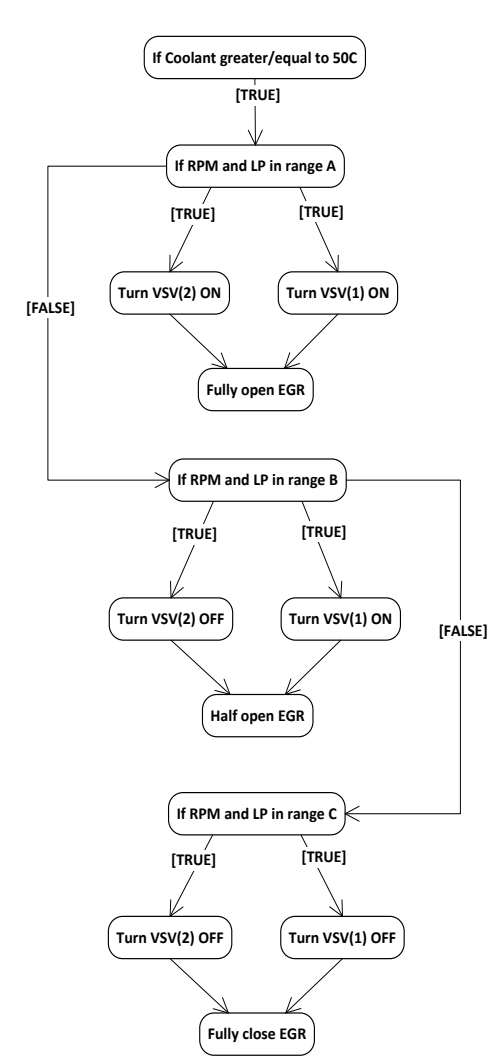 If Coolant greater/equal to 50C
[TRUE]
If RPM and LP in range A
[TRUE]
[TRUE]
Turn VSV(2) ON
Turn VSV(1) ON
[FALSE]
Fully open EGR
If RPM and LP in range B
[TRUE]
[TRUE]
Turn VSV(2) OFF
Turn VSV(1) ON
[FALSE]
Half open EGR
If RPM and LP in range C
[TRUE]
[TRUE]
Turn VSV(2) OFF
Turn VSV(1) OFF
Fully close EGR